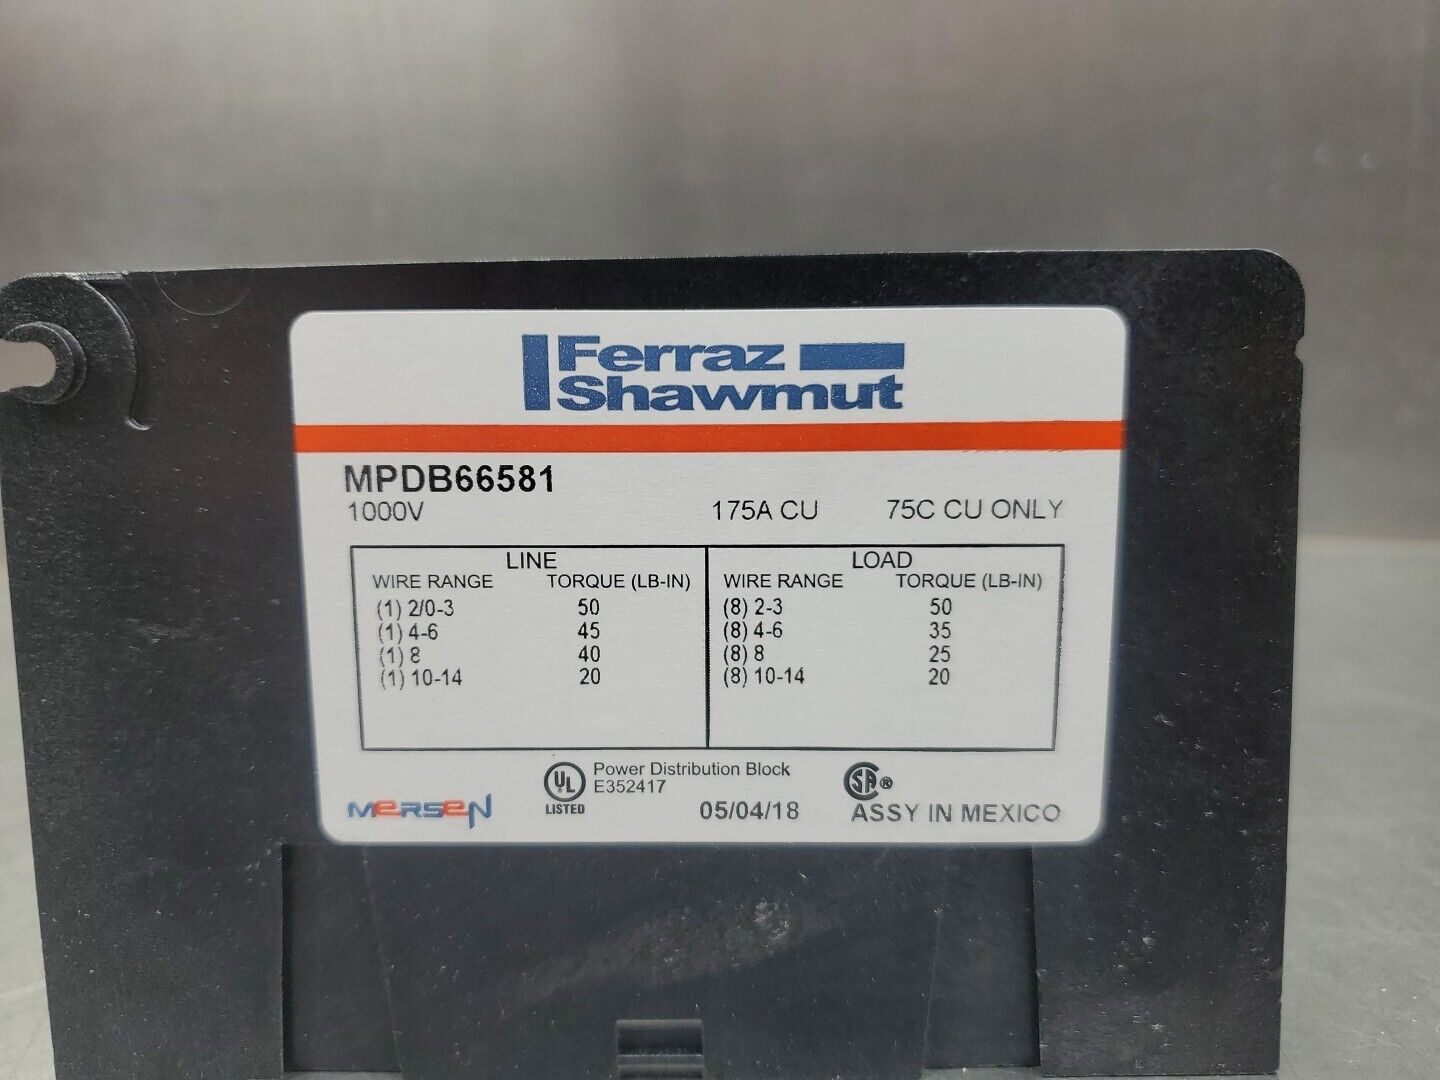 Ferraz
Shawmut
MPDB66581
1000V 175A CU 75C CU ONLY
LINE LOAD
WIRE RANGE TORQUE (LB-IN) WIRE RANGE TORQUE (LB-IN)
(1) 2/0-3 50 (8) 2-3 50
(1) 4-6 45 (8) 4-6 35
(1) 8 40 (8) 8 25
(1) 10-14 20 (8) 10-14 20
UL Power Distribution Block SA ®
E352417
LISTED
MERSEN 05/04/18 ASSY IN MEXICO